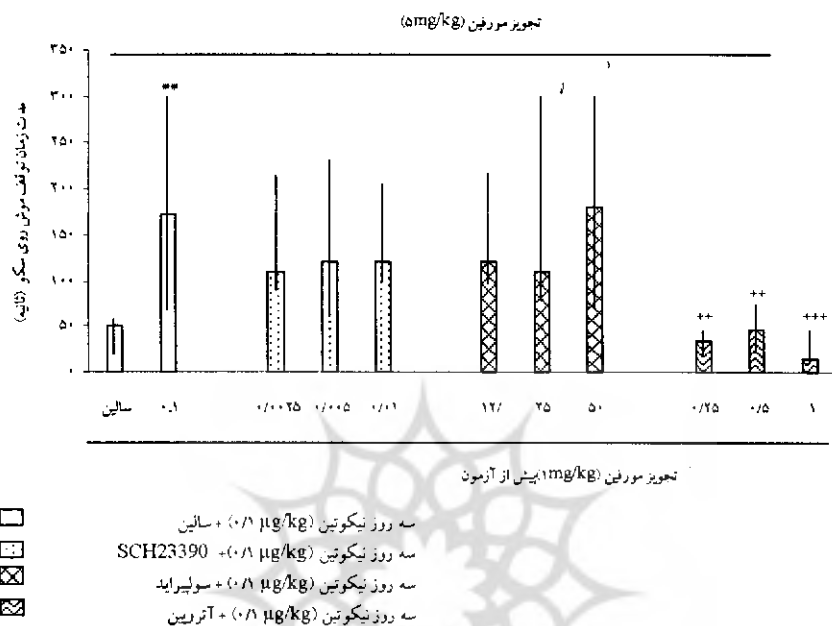 تجویز مورفین (۵mg/kg)
مدت زمان توقف موش روی سکو (ثانیه)
۳۵۰
۳۰۰
۲۵۰
۲۰۰
۱۵۰
۱۰۰
۵۰
۰
**
++
++
+++
سالین ۰.۱ ۰/۰۰۲۵ ۰/۰۰۵ ۰/۰۱ ۱۲/ ۲۵ ۵۰ ۰/۲۵ ۰/۵ ۱
تجویز مورفین (۱mg/kg)پیش از آزمون
سه روز نیکوتین (۰/۱ μg/kg) + سالین
سه روز نیکوتین (۰/۱ μg/kg)+ SCH23390
سه روز نیکوتین (۰/۱ μg/kg) + سولپیراید
سه روز نیکوتین (۰/۱ μg/kg) + آتروپین